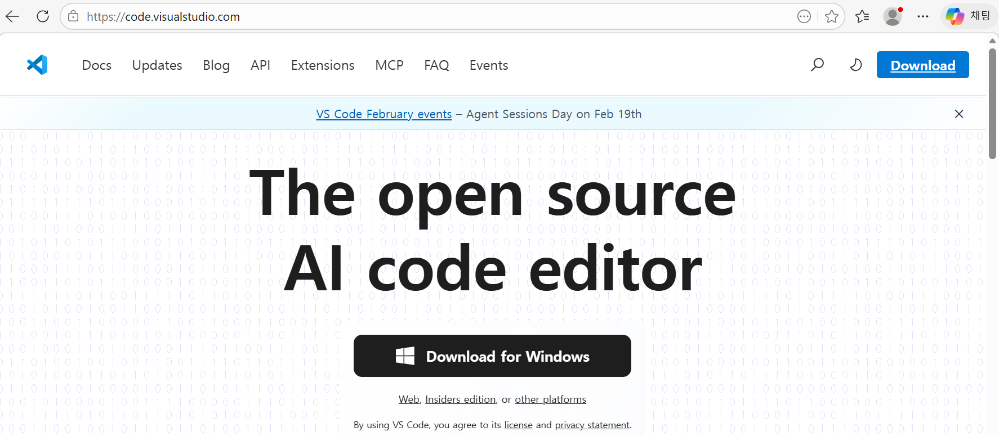 https://code.visualstudio.com
채팅
Docs Updates Blog API Extensions MCP FAQ Events Download
VS Code February events – Agent Sessions Day on Feb 19th
The open source
AI code editor
Download for Windows
Web, Insiders edition, or other platforms
By using VS Code, you agree to its license and privacy statement.